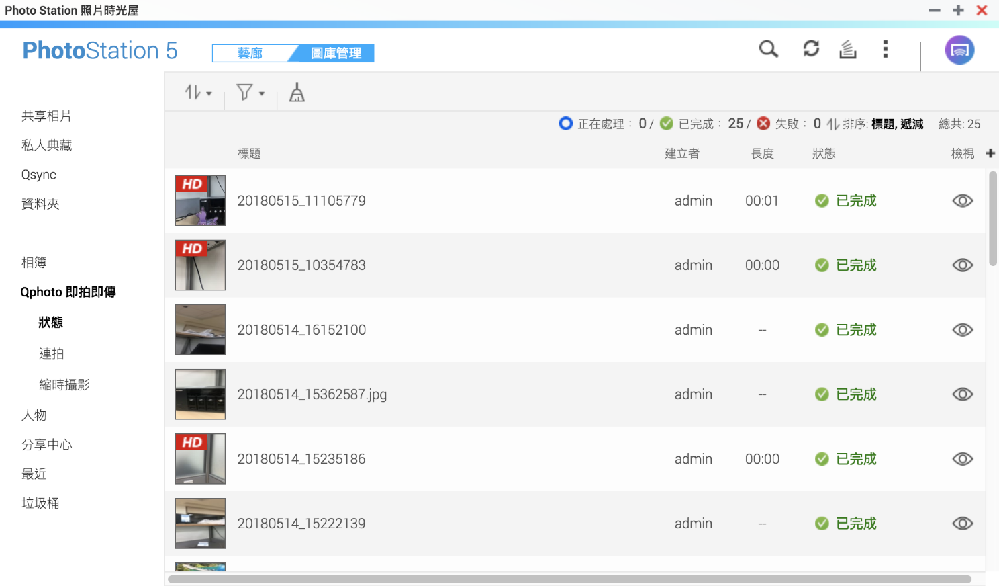 Photo Station 照片時光屋
PhotoStation 5
藝廊 圖庫管理
正在處理： 0 / 已完成： 25 / 失敗： 0 排序: 標題, 遞減 總共: 25
標題 建立者 長度 狀態 檢視
共享相片
私人典藏
Qsync
資料夾
相簿
Qphoto 即拍即傳
狀態
連拍
縮時攝影
人物
分享中心
最近
垃圾桶
HD 20180515_11105779 admin 00:01 已完成
HD 20180515_10354783 admin 00:00 已完成
20180514_16152100 admin -- 已完成
20180514_15362587.jpg admin -- 已完成
HD 20180514_15235186 admin 00:00 已完成
20180514_15222139 admin -- 已完成